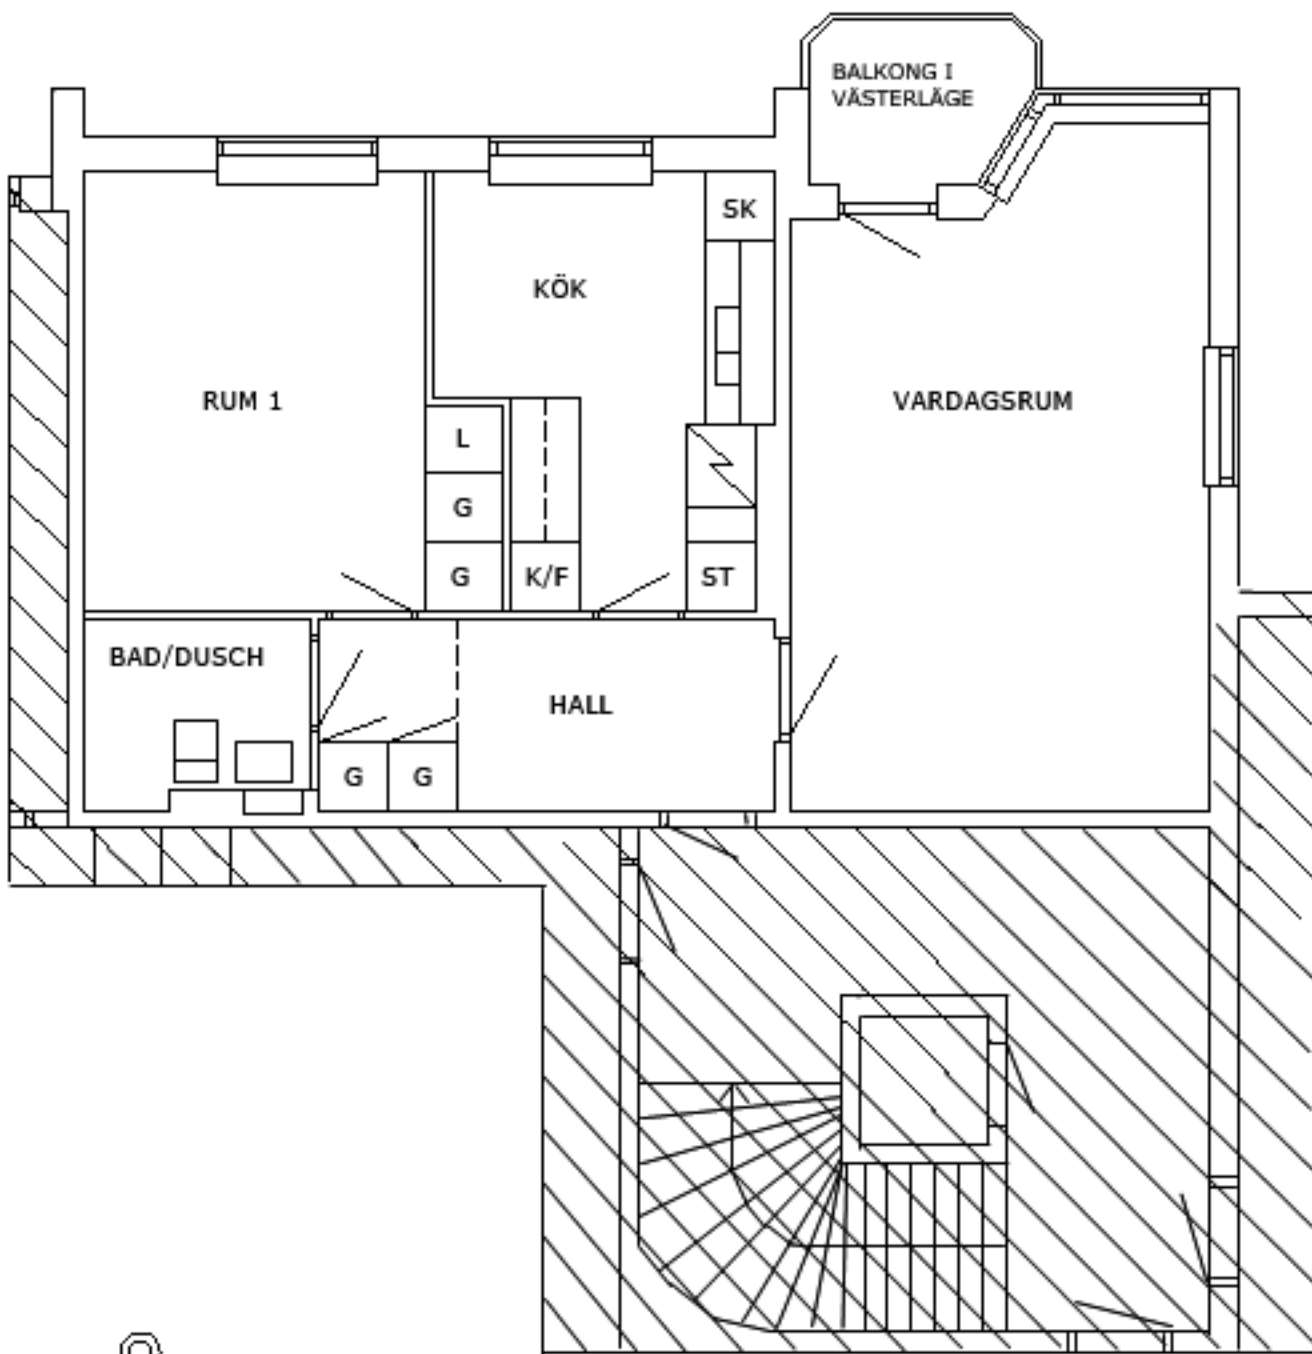 BALKONG I
VÄSTERLÄGE
SK
KÖK
RUM 1
VARDAGSRUM
L
G
G
K/F
ST
BAD/DUSCH
HALL
G
G